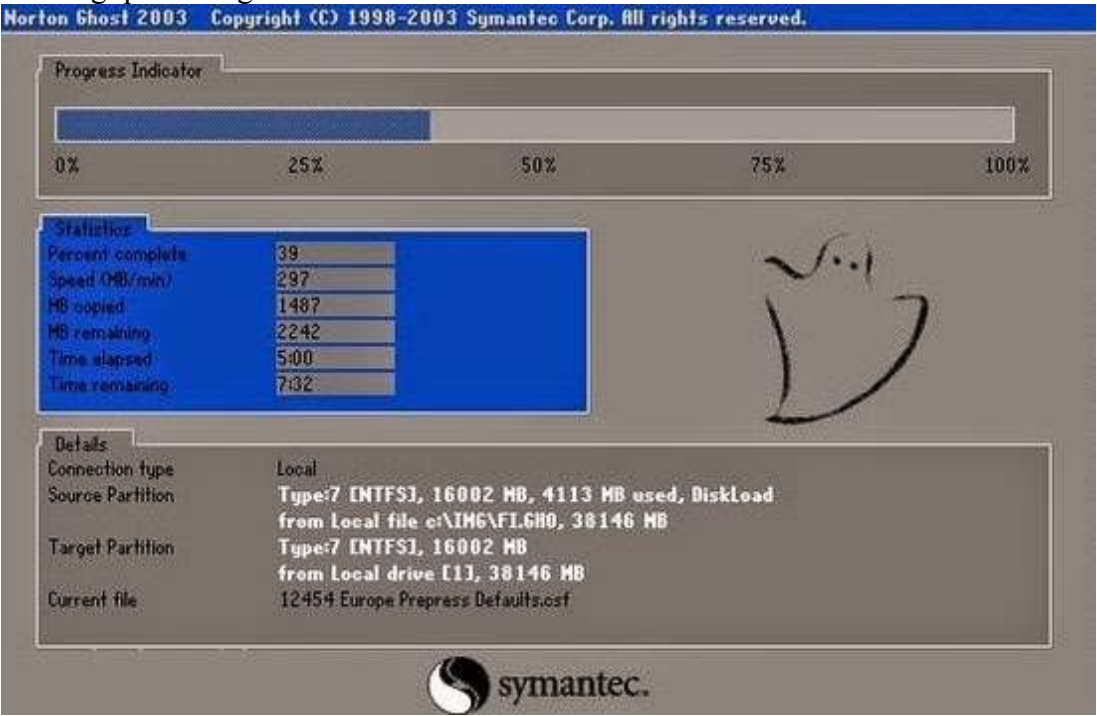 Norton Ghost 2003 Copyright (C) 1998-2003 Symantec Corp. All rights reserved.
Progress Indicator
0% 25% 50% 75% 100%
Statistics
Percent complete 39
Speed (MB/min) 297
MB copied 1487
MB remaining 2242
Time elapsed 5:00
Time remaining 7:32
Details
Connection type Local
Source Partition Type:7 [NTFS], 16002 MB, 4113 MB used, DiskLoad
from Local file c:\IMG\FI.GHO, 38146 MB
Target Partition Type:7 [NTFS], 16002 MB
from Local drive [1], 38146 MB
Current file 12454 Europe Prepress Defaults.csf
symantec.